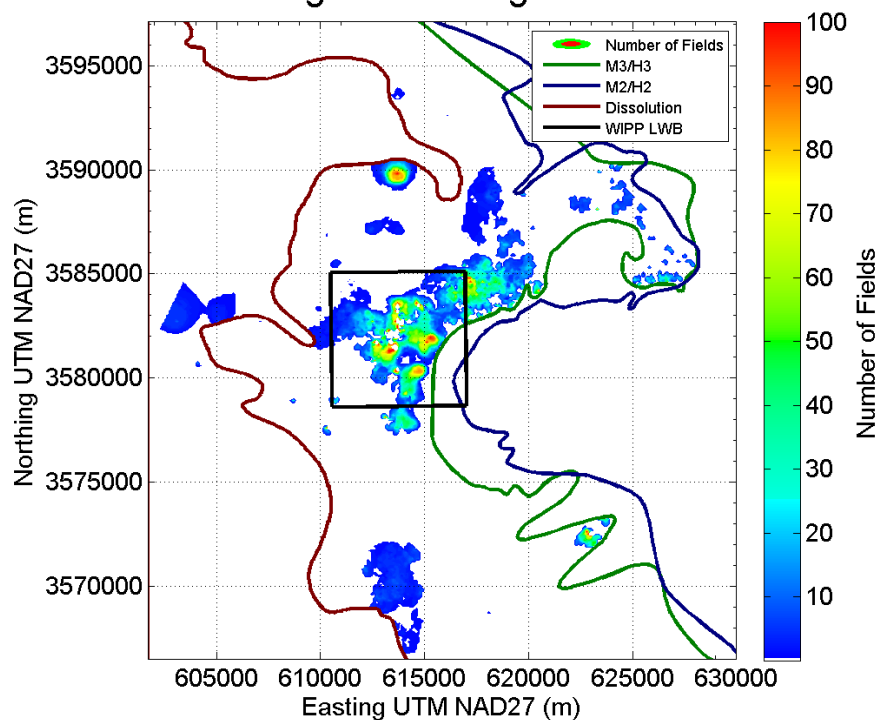 Number of Fields
M3/H3
M2/H2
Dissolution
WIPP LWB
3595000
3590000
3585000
3580000
3575000
3570000
605000 610000 615000 620000 625000 630000
Easting UTM NAD27 (m)
Northing UTM NAD27 (m)
100
90
80
70
60
50
40
30
20
10
Number of Fields